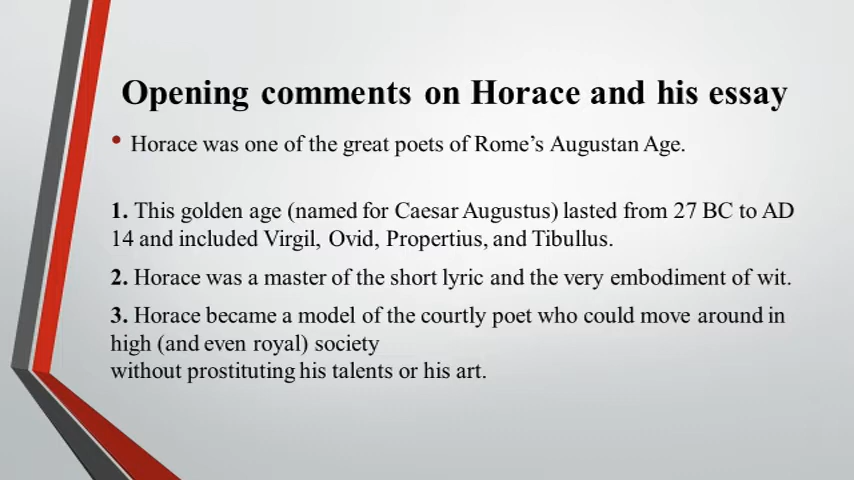 Opening comments on Horace and his essay
• Horace was one of the great poets of Rome’s Augustan Age.
1. This golden age (named for Caesar Augustus) lasted from 27 BC to AD
14 and included Virgil, Ovid, Propertius, and Tibullus.
2. Horace was a master of the short lyric and the very embodiment of wit.
3. Horace became a model of the courtly poet who could move around in
high (and even royal) society
without prostituting his talents or his art.